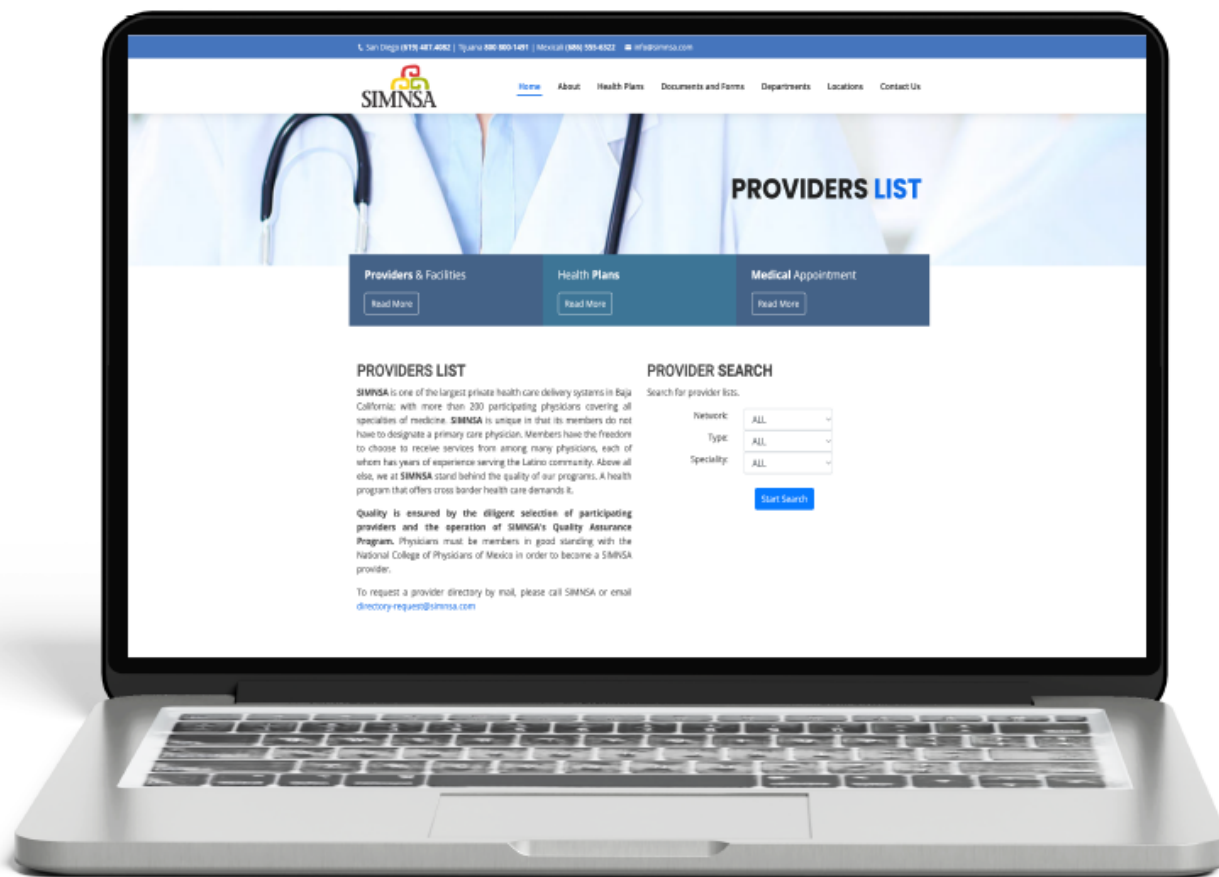 San Diego (619) 407.4082 | Tijuana 800 800-1491 | Mexicali (686) 555-6322 info@simnsa.com
SIMNSA
Home About Health Plans Documents and Forms Departments Locations Contact Us
PROVIDERS LIST
Providers & Facilities
Read More
Health Plans
Read More
Medical Appointment
Read More
PROVIDERS LIST
SIMNSA is one of the largest private health care delivery systems in Baja
California; with more than 200 participating physicians covering all
specialties of medicine. SIMNSA is unique in that its members do not
have to designate a primary care physician. Members have the freedom
to choose to receive services from among many physicians, each of
whom has years of experience serving the Latino community. Above all
else, we at SIMNSA stand behind the quality of our programs. A health
program that offers cross border health care demands it.
Quality is ensured by the diligent selection of participating
providers and the operation of SIMNSA's Quality Assurance
Program. Physicians must be members in good standing with the
National College of Physicians of Mexico in order to become a SIMNSA
provider.
To request a provider directory by mail, please call SIMNSA or email
directory-request@simnsa.com
PROVIDER SEARCH
Search for provider lists.
Network: ALL
Type: ALL
Speciality: ALL
Start Search